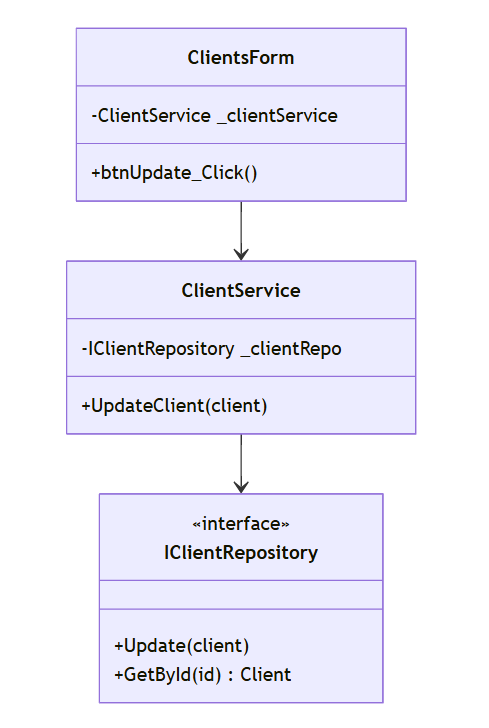 ClientsForm
-ClientService _clientService
+btnUpdate_Click()
ClientService
-IClientRepository _clientRepo
+UpdateClient(client)
«interface»
IClientRepository
+Update(client)
+GetById(id) : Client